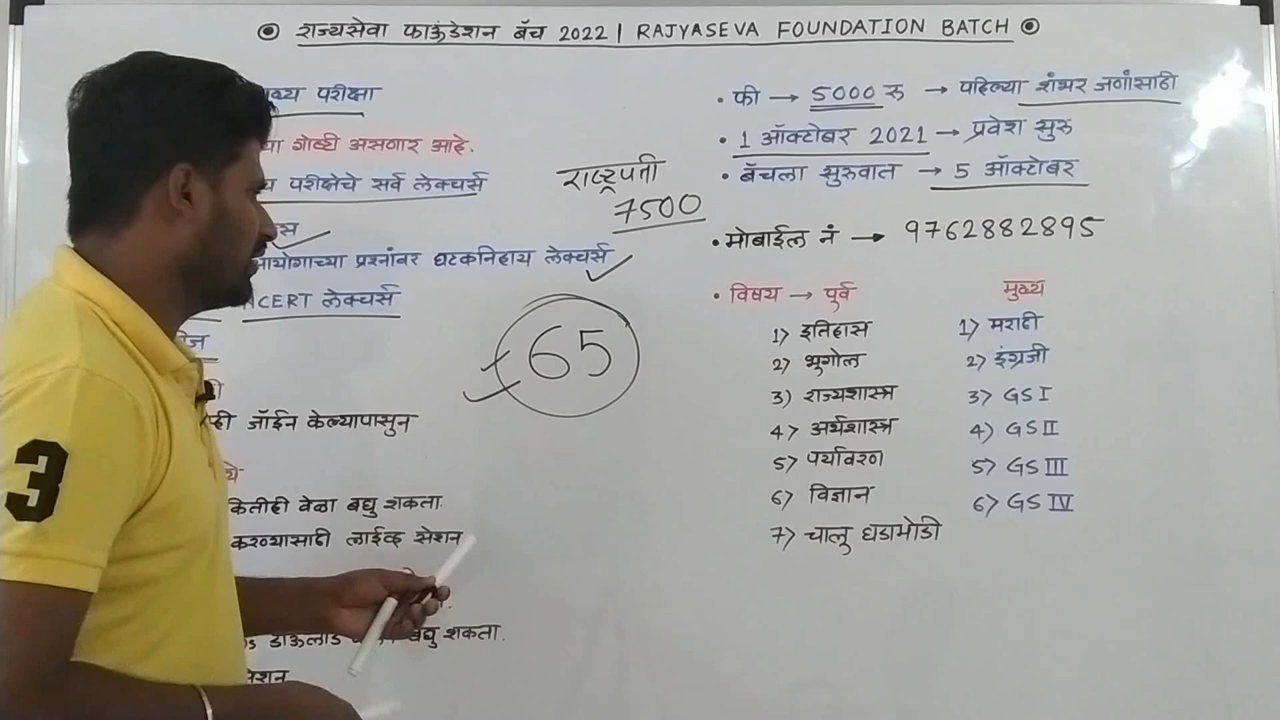 राज्यसेवा फाऊंडेशन बॅच 2022 | RAJYASEVA FOUNDATION BATCH
परीक्षा
गोष्टी असणार आहे.
परीक्षेचे सर्व लेक्चर्स
आयोगाच्या प्रश्नांवर घटकनिहाय लेक्चर्स
NCERT लेक्चर्स
जॉईन केल्यापासुन
कितीही वेळा बघु शकता.
करण्यासाठी लाईव्ह सेशन
बघु शकता.
राष्ट्रपती
7500
65
• फी → 5000 रु → पहिल्या शंभर जणांसाठी
• 1 ऑक्टोबर 2021 → प्रवेश सुरु
• बॅचला सुरुवात → 5 ऑक्टोबर
• मोबाईल नं → 9762882895
• विषय → पूर्व
1) इतिहास
2) भुगोल
3) राज्यशास्त्र
4) अर्थशास्त्र
5) पर्यावरण
6) विज्ञान
7) चालू घडामोडी
मुख्य
1) मराठी
2) इंग्रजी
3) GS I
4) GS II
5) GS III
6) GS IV
3